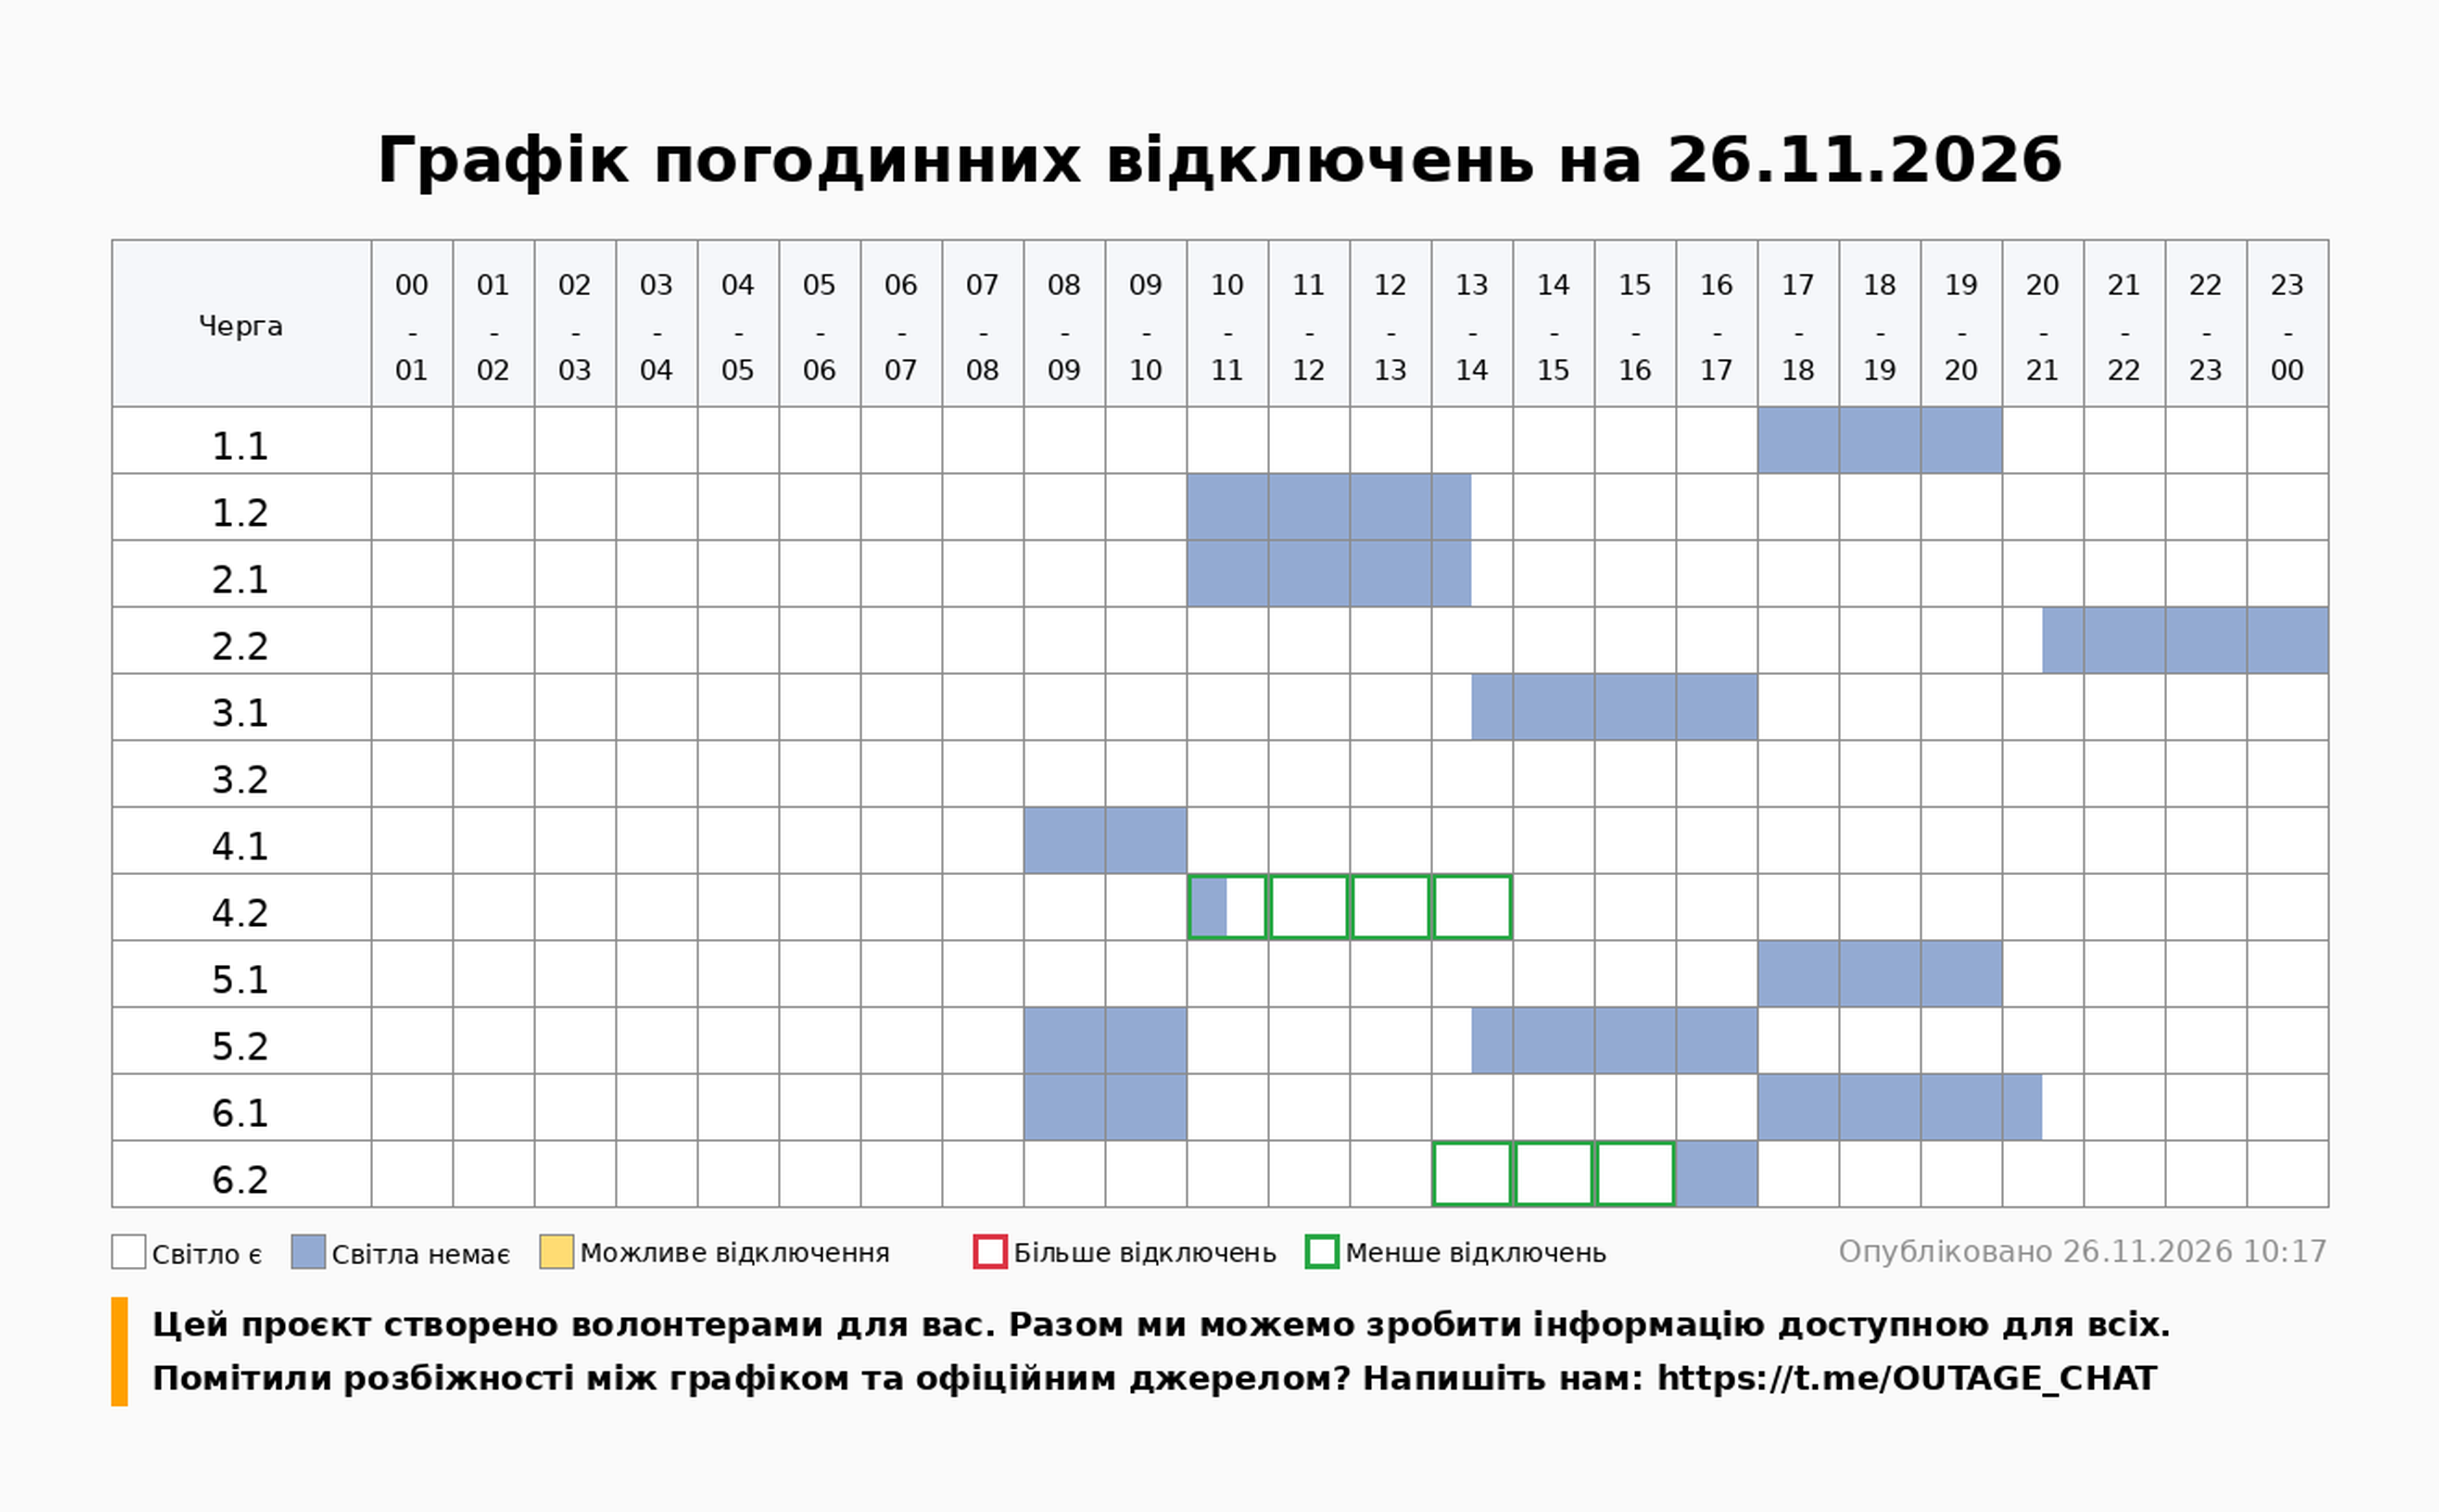 Графік погодинних відключень на 26.11.2026
Черга 00 - 01 01 - 02 02 - 03 03 - 04 04 - 05 05 - 06 06 - 07 07 - 08 08 - 09 09 - 10 10 - 11 11 - 12 12 - 13 13 - 14 14 - 15 15 - 16 16 - 17 17 - 18 18 - 19 19 - 20 20 - 21 21 - 22 22 - 23 23 - 00
1.1
1.2
2.1
2.2
3.1
3.2
4.1
4.2
5.1
5.2
6.1
6.2
Світло є Світла немає Можливе відключення Більше відключень Менше відключень Опубліковано 26.11.2026 10:17
Цей проєкт створено волонтерами для вас. Разом ми можемо зробити інформацію доступною для всіх.
Помітили розбіжності між графіком та офіційним джерелом? Напишіть нам: https://t.me/OUTAGE_CHAT